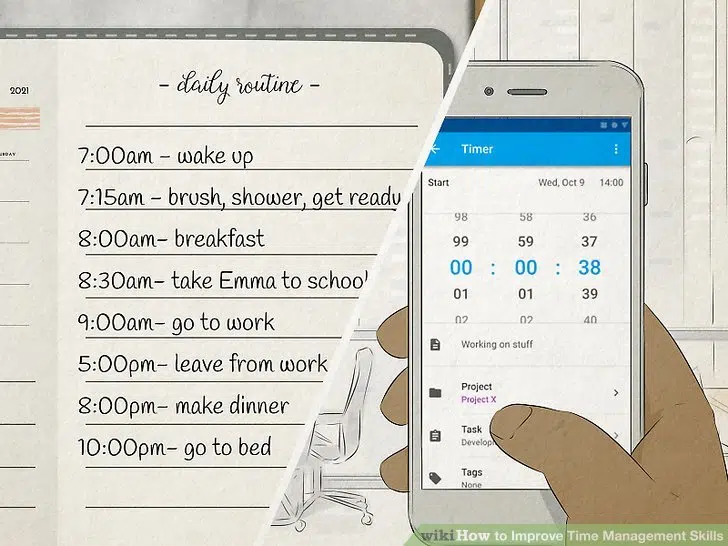 2021
- daily routine -
7:00am - wake up
7:15am - brush, shower, get ready
8:00am- breakfast
8:30am- take Emma to school
9:00am- go to work
5:00pm- leave from work
8:00pm- make dinner
10:00pm- go to bed
Timer
Start Wed, Oct 9 14:00
98 58 36
99 59 37
00 : 00 : 38
01 01 39
02 02 40
Working on stuff
Project
Project X
Task
Develop
Tags
None
wikiHow to Improve Time Management Skills